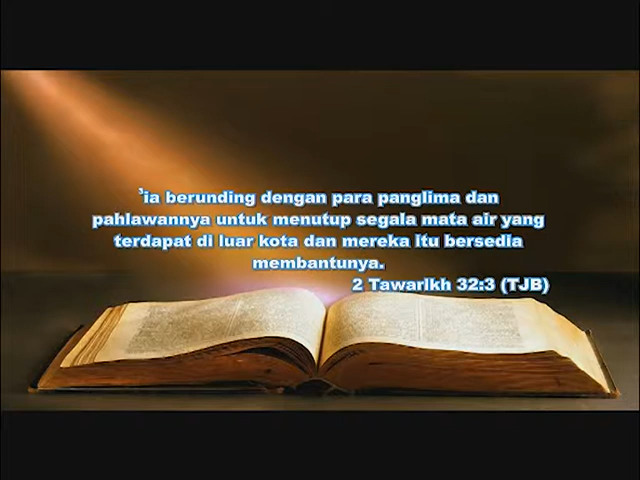 ³ia berunding dengan para panglima dan
pahlawannya untuk menutup segala mata air yang
terdapat di luar kota dan mereka itu bersedia
membantunya.
2 Tawarikh 32:3 (TJB)